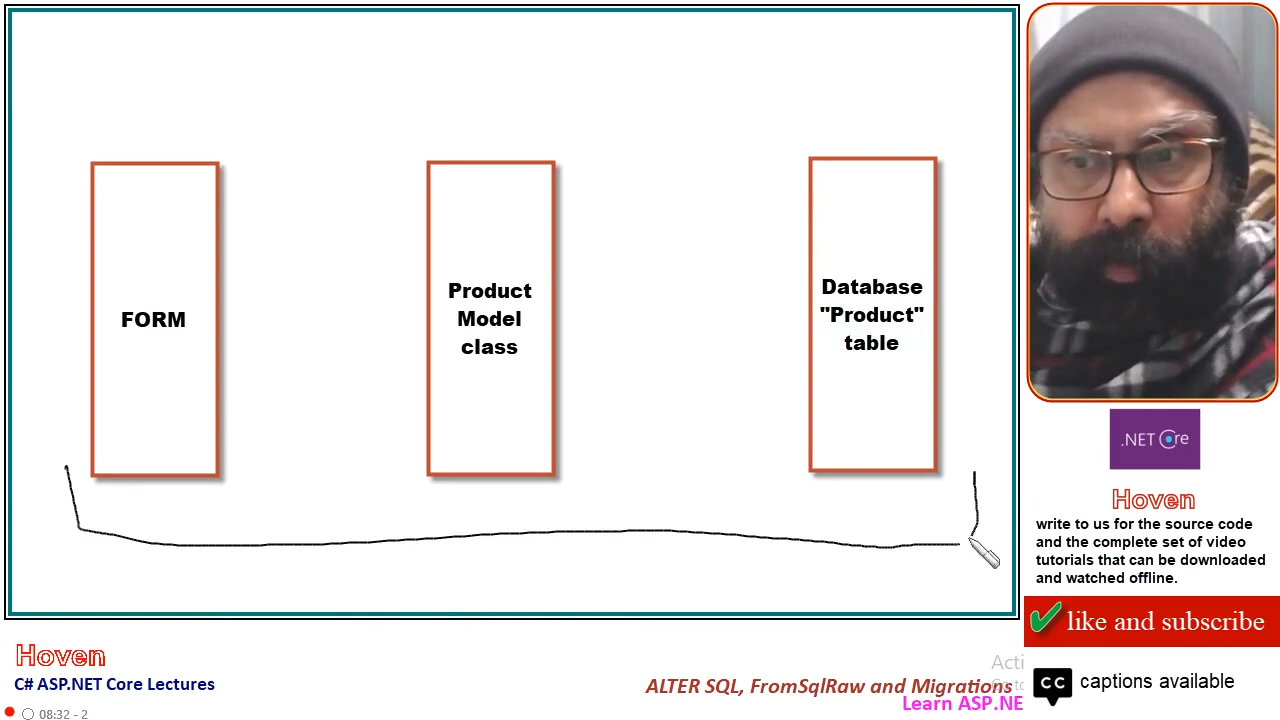 FORM
Product
Model
class
Database
"Product"
table
.NET Core
Hoven
write to us for the source code
and the complete set of video
tutorials that can be downloaded
and watched offline.
like and subscribe
CC captions available
Hoven
C# ASP.NET Core Lectures
ALTER SQL, FromSqlRaw and Migrations
Learn ASP.NE
Acti
08:32 - 2